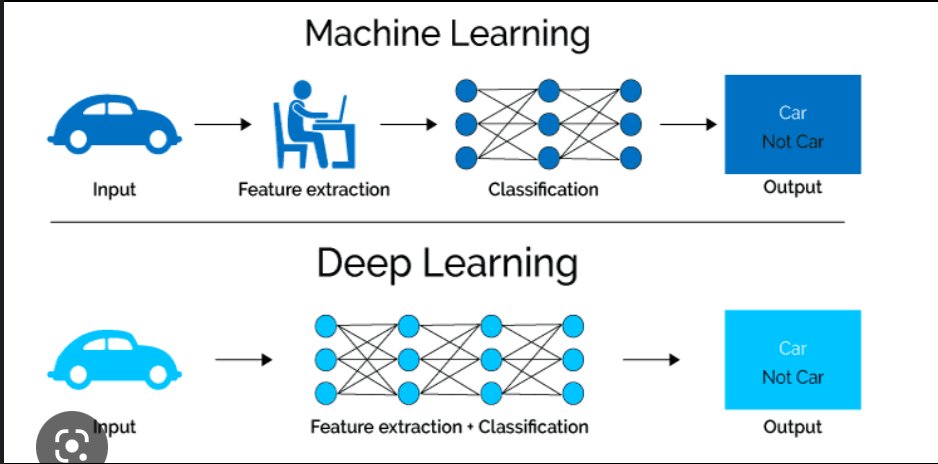 Machine Learning
Car
Not Car
Input
Feature extraction
Classification
Output
Deep Learning
Car
Not Car
Input
Feature extraction + Classification
Output